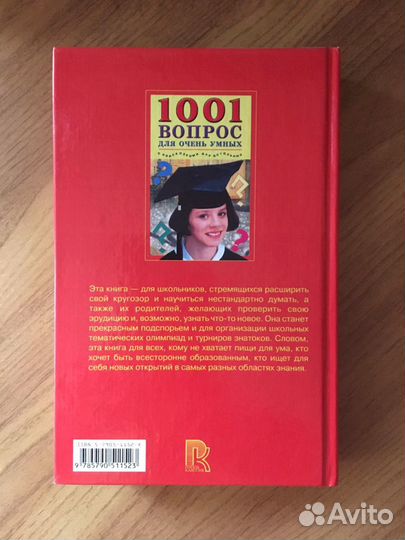 1001
ВОПРОС
ДЛЯ ОЧЕНЬ УМНЫХ
Эта книга — для школьников, стремящихся расширить
свой кругозор и научиться нестандартно думать, а
также их родителей, желающих проверить свою
эрудицию и, возможно, узнать что-то новое. Она станет
прекрасным подспорьем и для организации школьных
тематических олимпиад и турниров знатоков. Словом,
эта книга для всех, кому не хватает пищи для ума, кто
хочет быть всесторонне образованным, кто ищет для
себя новых открытий в самых разных областях знания.
9 785790 511523
Avito